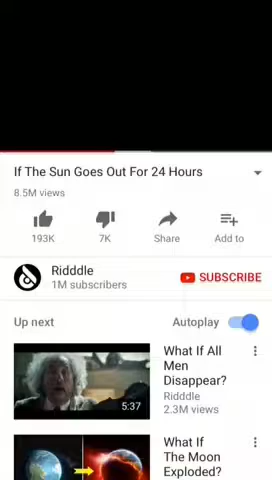 If The Sun Goes Out For 24 Hours
8.5M views
193K
7K
Share
Add to
Ridddle
SUBSCRIBE
1M subscribers
Up next
Autoplay
What If All
Men
Disappear?
Ridddle
2.3M views
5:37
What If
The Moon
Exploded?